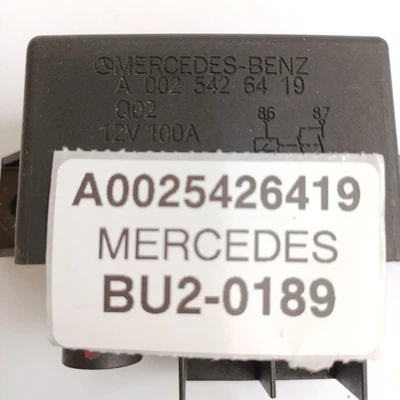 MERCEDES-BENZ
A 002 542 64 19
Q02
12V 100A
86 87
A0025426419
MERCEDES
BU2-0189